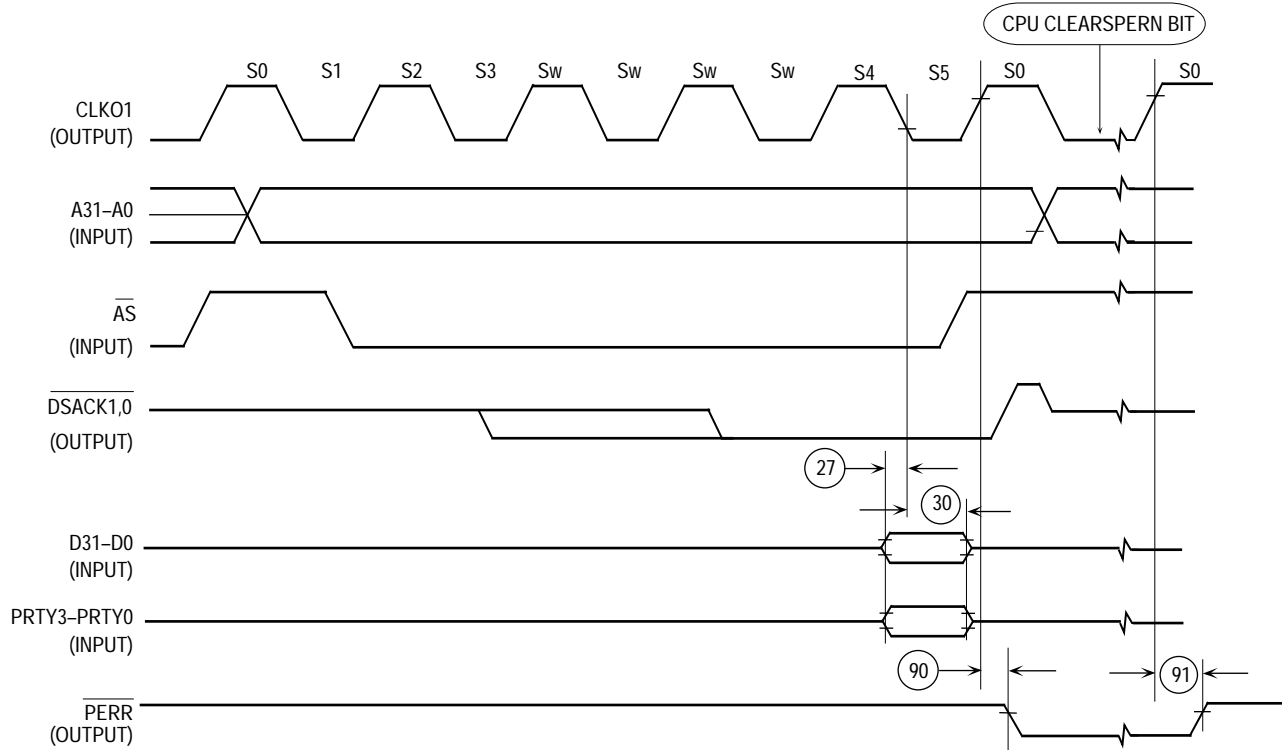 CPU CLEARSPERN BIT
S0 S1 S2 S3 Sw Sw Sw Sw S4 S5 S0 S0
CLKO1
(OUTPUT)
A31–A0
(INPUT)
AS
(INPUT)
DSACK1,0
(OUTPUT)
27
30
D31–D0
(INPUT)
PRTY3–PRTY0
(INPUT)
90
91
PERR
(OUTPUT)